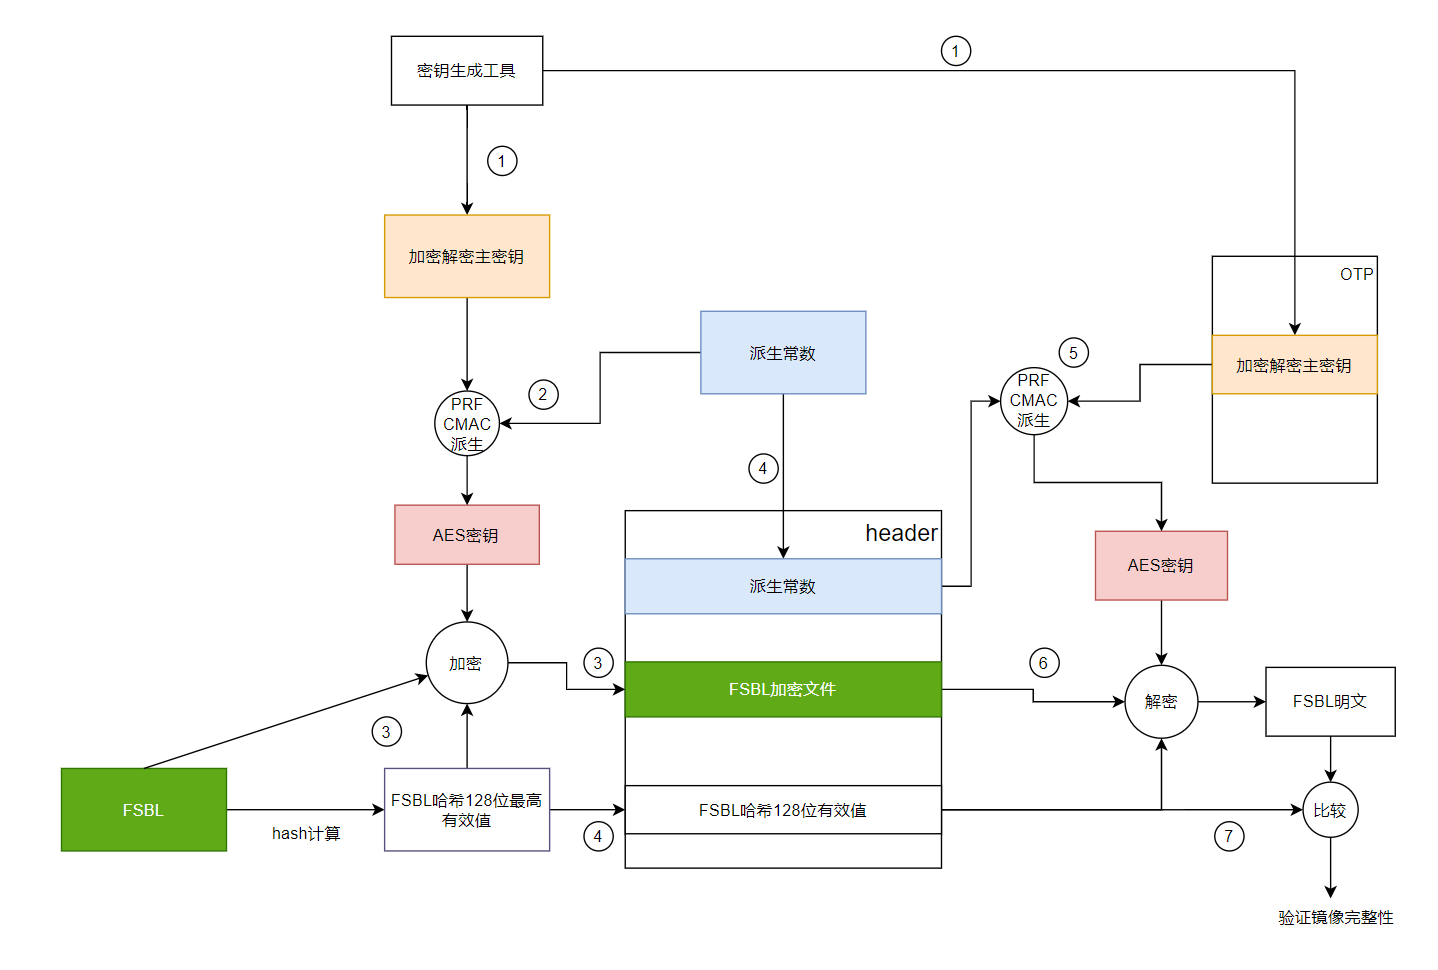 密钥生成工具
1
1
加密解密主密钥
OTP
加密解密主密钥
派生常数
2
PRF
CMAC
派生
5
PRF
CMAC
派生
4
AES密钥
header
派生常数
AES密钥
加密
3
FSBL加密文件
6
解密
FSBL明文
3
FSBL
hash计算
FSBL哈希128位最高
有效值
4
FSBL哈希128位有效值
7
比较
验证镜像完整性